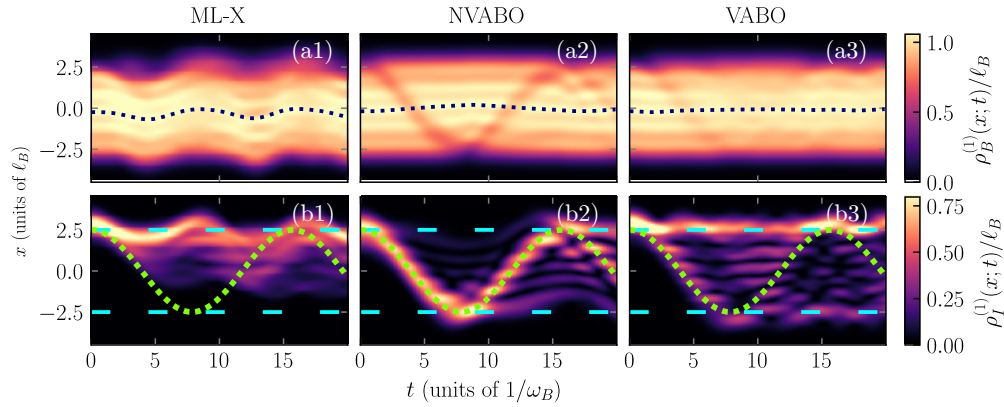 ML-X NVABO VABO
(a1) (a2) (a3)
2.5
0.0
−2.5
1.0
0.5
0.0
ρ_B^{(1)}(x; t)/ℓ_B
x (units of ℓ_B)
(b1) (b2) (b3)
2.5
0.0
−2.5
0.75
0.50
0.25
0.00
ρ_I^{(1)}(x; t)/ℓ_B
0 5 10 15 0 5 10 15 0 5 10 15
t (units of 1/ω_B)